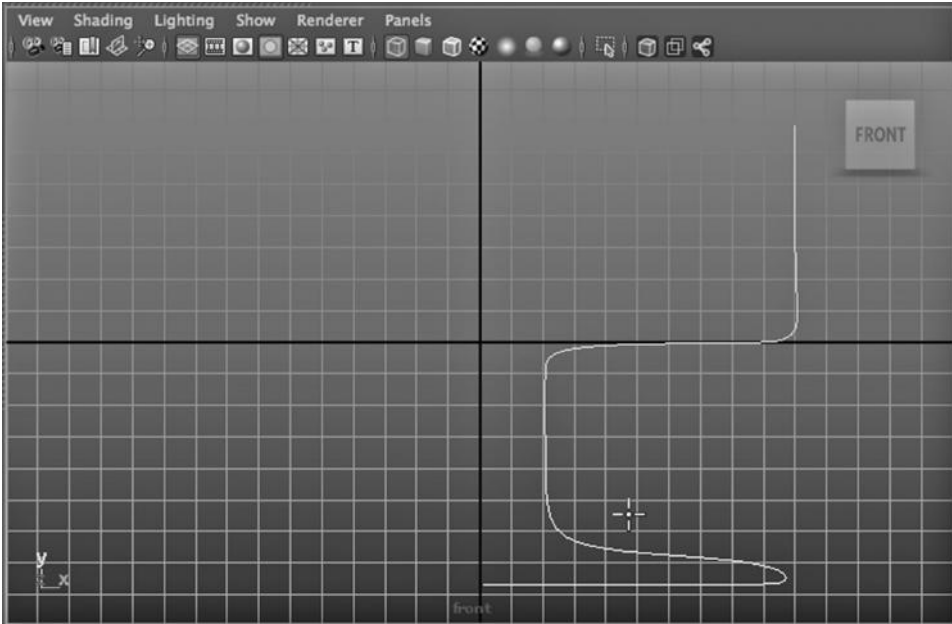 View Shading Lighting Show Renderer Panels
T
FRONT
y
x
front